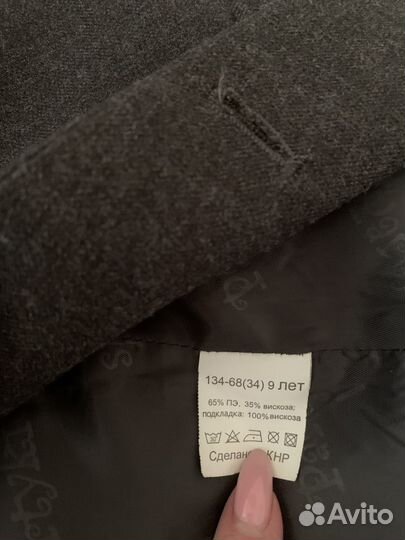 134-68(34) 9 лет
65% ПЭ. 35% вискоза;
подкладка: 100% вискоза
Сделано КНР
Avito